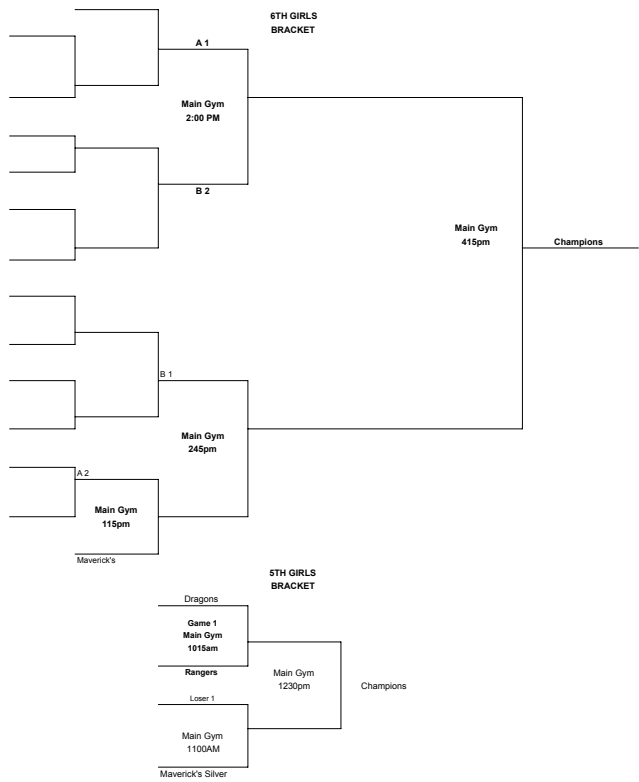 6TH GIRLS
BRACKET
A 1
Main Gym
2:00 PM
B 2
Main Gym
415pm
Champions
B 1
Main Gym
245pm
A 2
Main Gym
115pm
Maverick's
5TH GIRLS
BRACKET
Dragons
Game 1
Main Gym
1015am
Rangers
Main Gym
1230pm
Champions
Loser 1
Main Gym
1100AM
Maverick's Silver